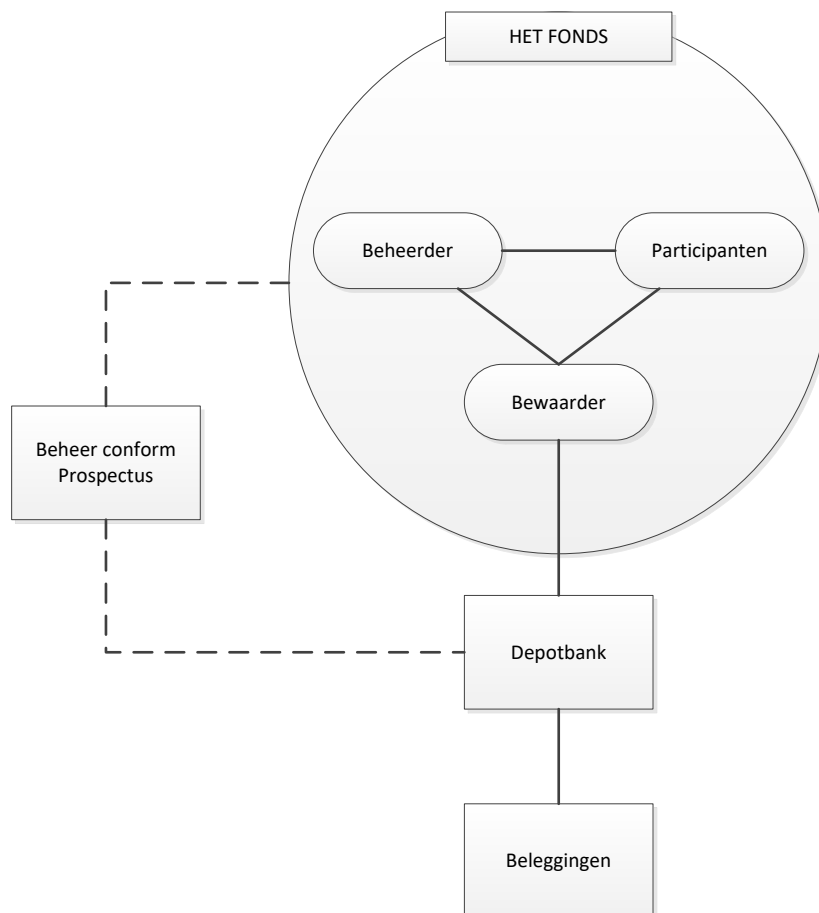 HET FONDS
Beheerder
Participanten
Bewaarder
Beheer conform
Prospectus
Depotbank
Beleggingen